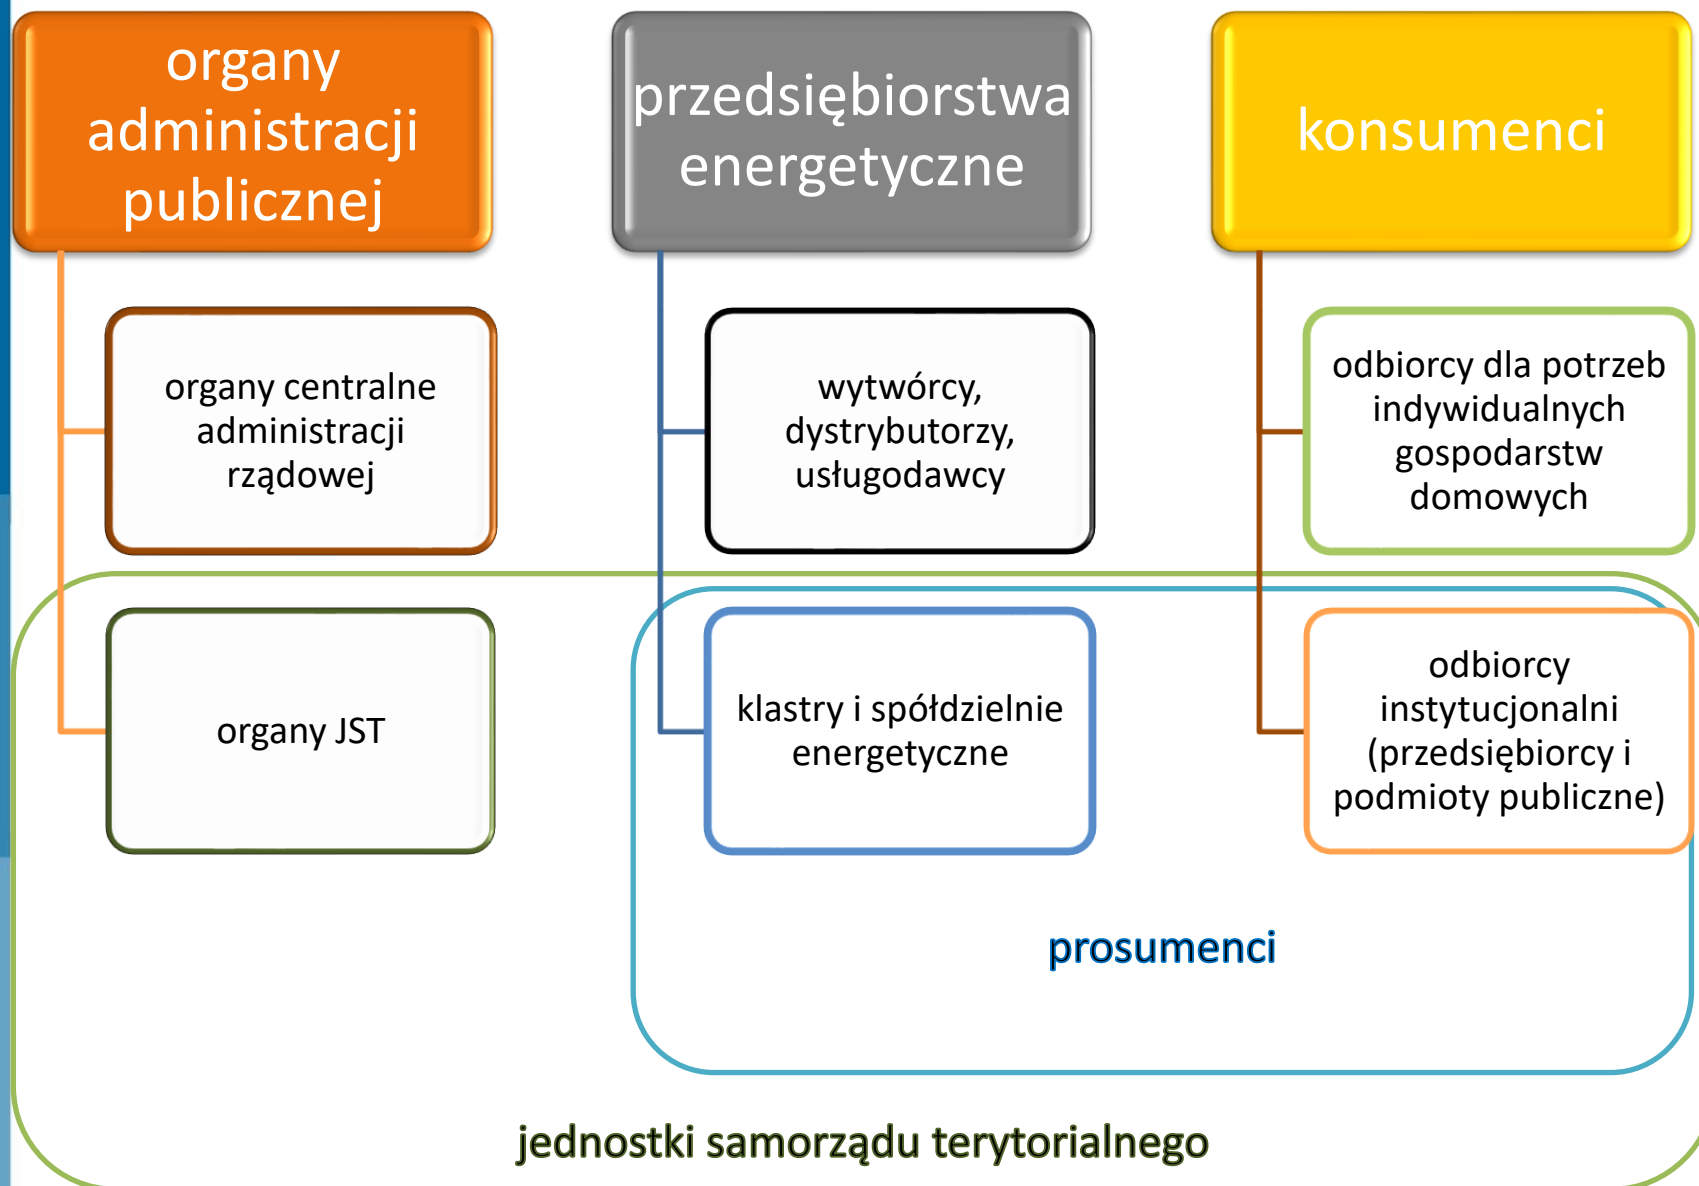 organy
administracji
publicznej
przedsiębiorstwa
energetyczne
konsumenci
organy centralne
administracji
rządowej
wytwórcy,
dystrybutorzy,
usługodawcy
odbiorcy dla potrzeb
indywidualnych
gospodarstw
domowych
organy JST
klastry i spółdzielnie
energetyczne
odbiorcy
instytucjonalni
(przedsiębiorcy i
podmioty publiczne)
prosumenci
jednostki samorządu terytorialnego